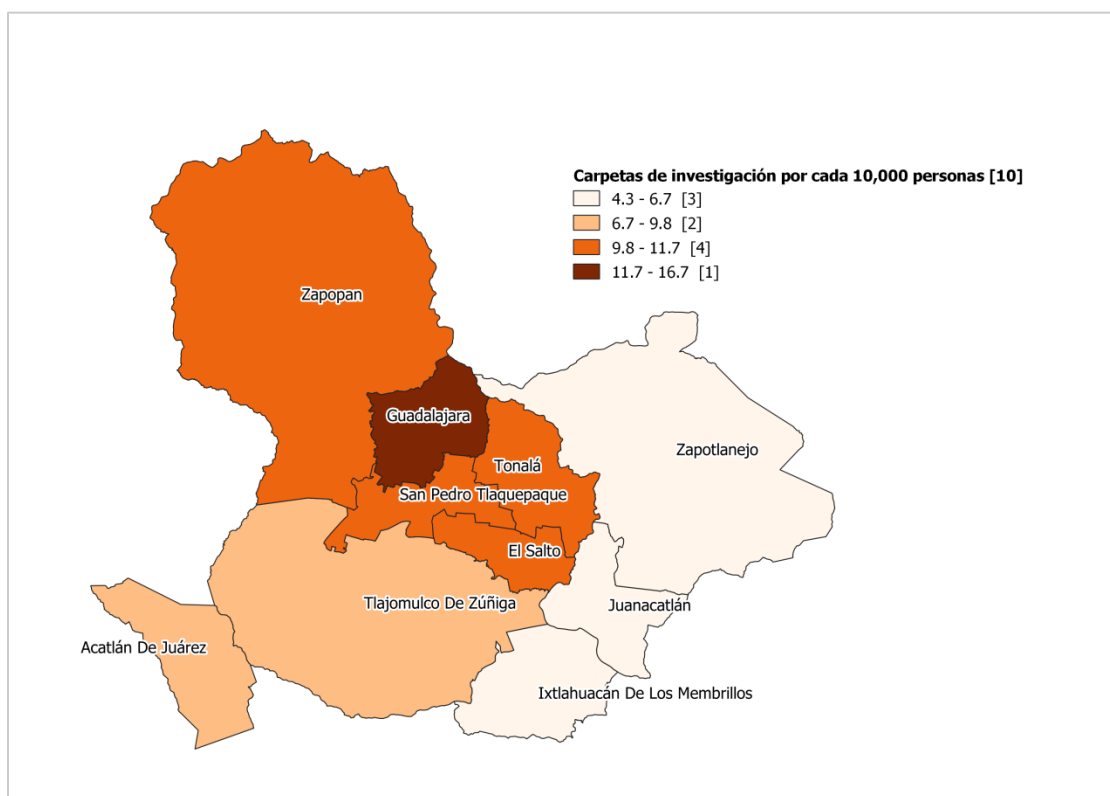 Carpetas de investigación por cada 10,000 personas [10]
4.3 - 6.7 [3]
6.7 - 9.8 [2]
9.8 - 11.7 [4]
11.7 - 16.7 [1]
Zapopan
Guadalajara
Zapotlanejo
Tonalá
San Pedro Tlaquepaque
El Salto
Tlajomulco De Zúñiga
Juanacatlán
Acatlán De Juárez
Ixtlahuacán De Los Membrillos